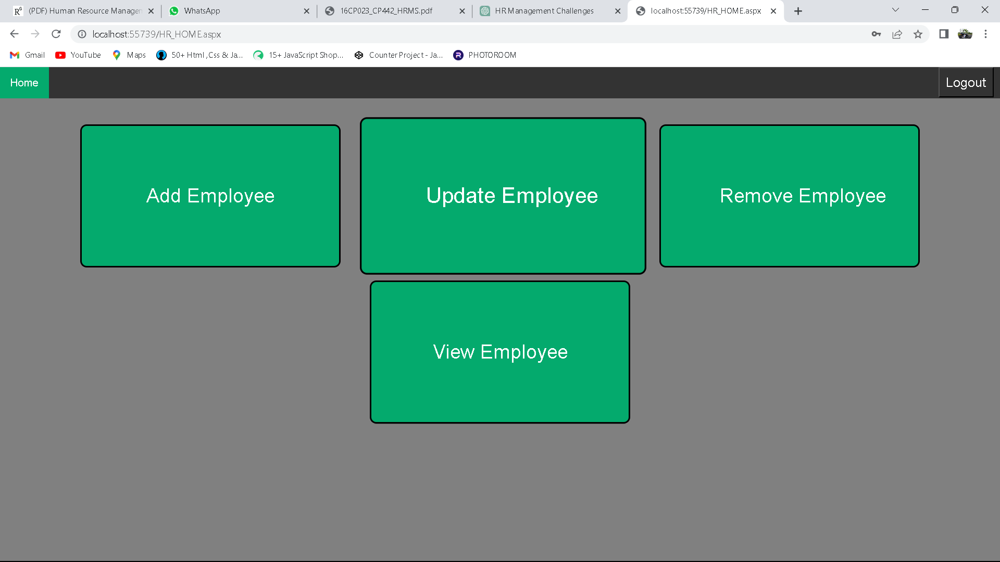 (PDF) Human Resource Managem
WhatsApp
16CP023_CP442_HRMS.pdf
HR Management Challenges
localhost:55739/HR_HOME.aspx
localhost:55739/HR_HOME.aspx
Gmail
YouTube
Maps
50+ Html ,Css & Ja...
15+ JavaScript Shop...
Counter Project - Ja...
PHOTOROOM
Home
Logout
Add Employee
Update Employee
Remove Employee
View Employee